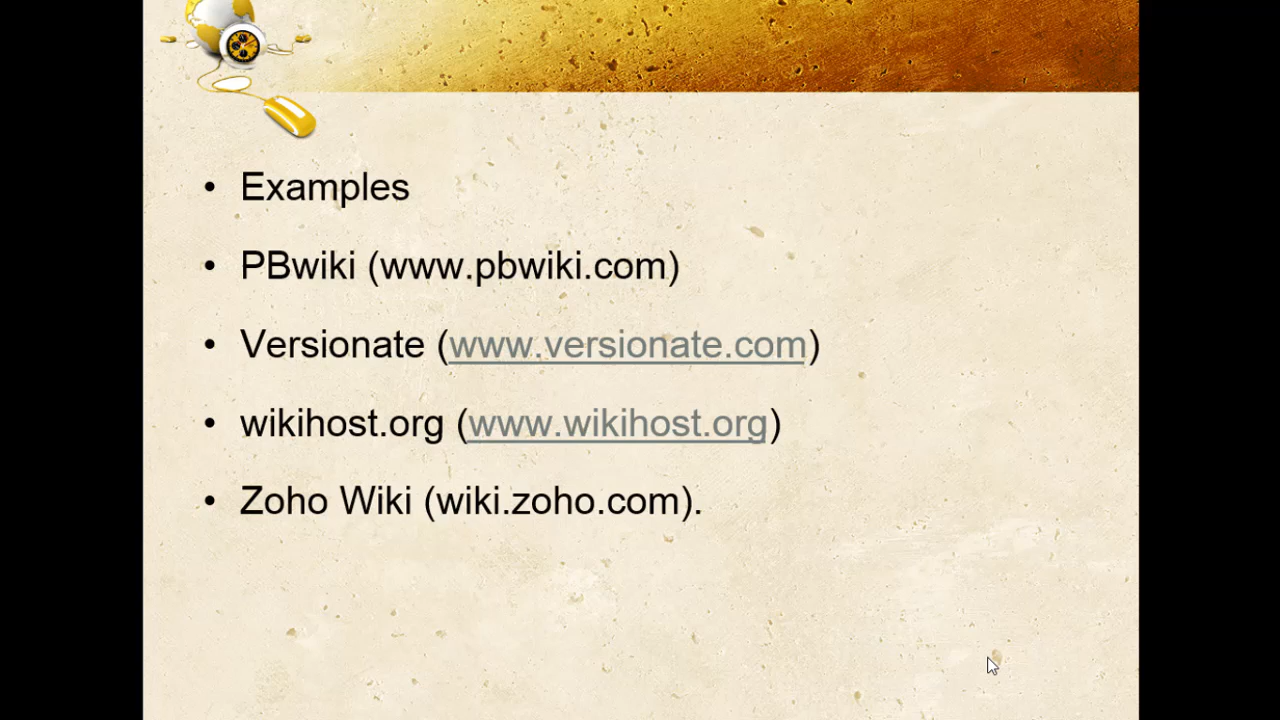 • Examples
• PBwiki (www.pbwiki.com)
• Versionate (www.versionate.com)
• wikihost.org (www.wikihost.org)
• Zoho Wiki (wiki.zoho.com).